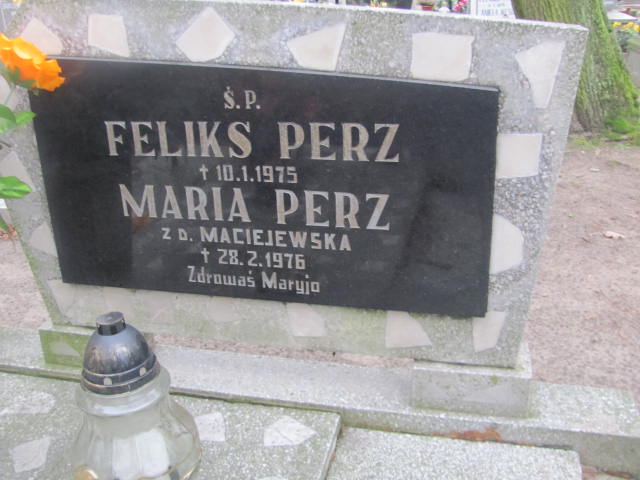 Ś.P.
FELIKS PERZ
† 10.1.1975
MARIA PERZ
Z D. MACIEJEWSKA
† 28.2.1976
Zdrowaś Maryjo